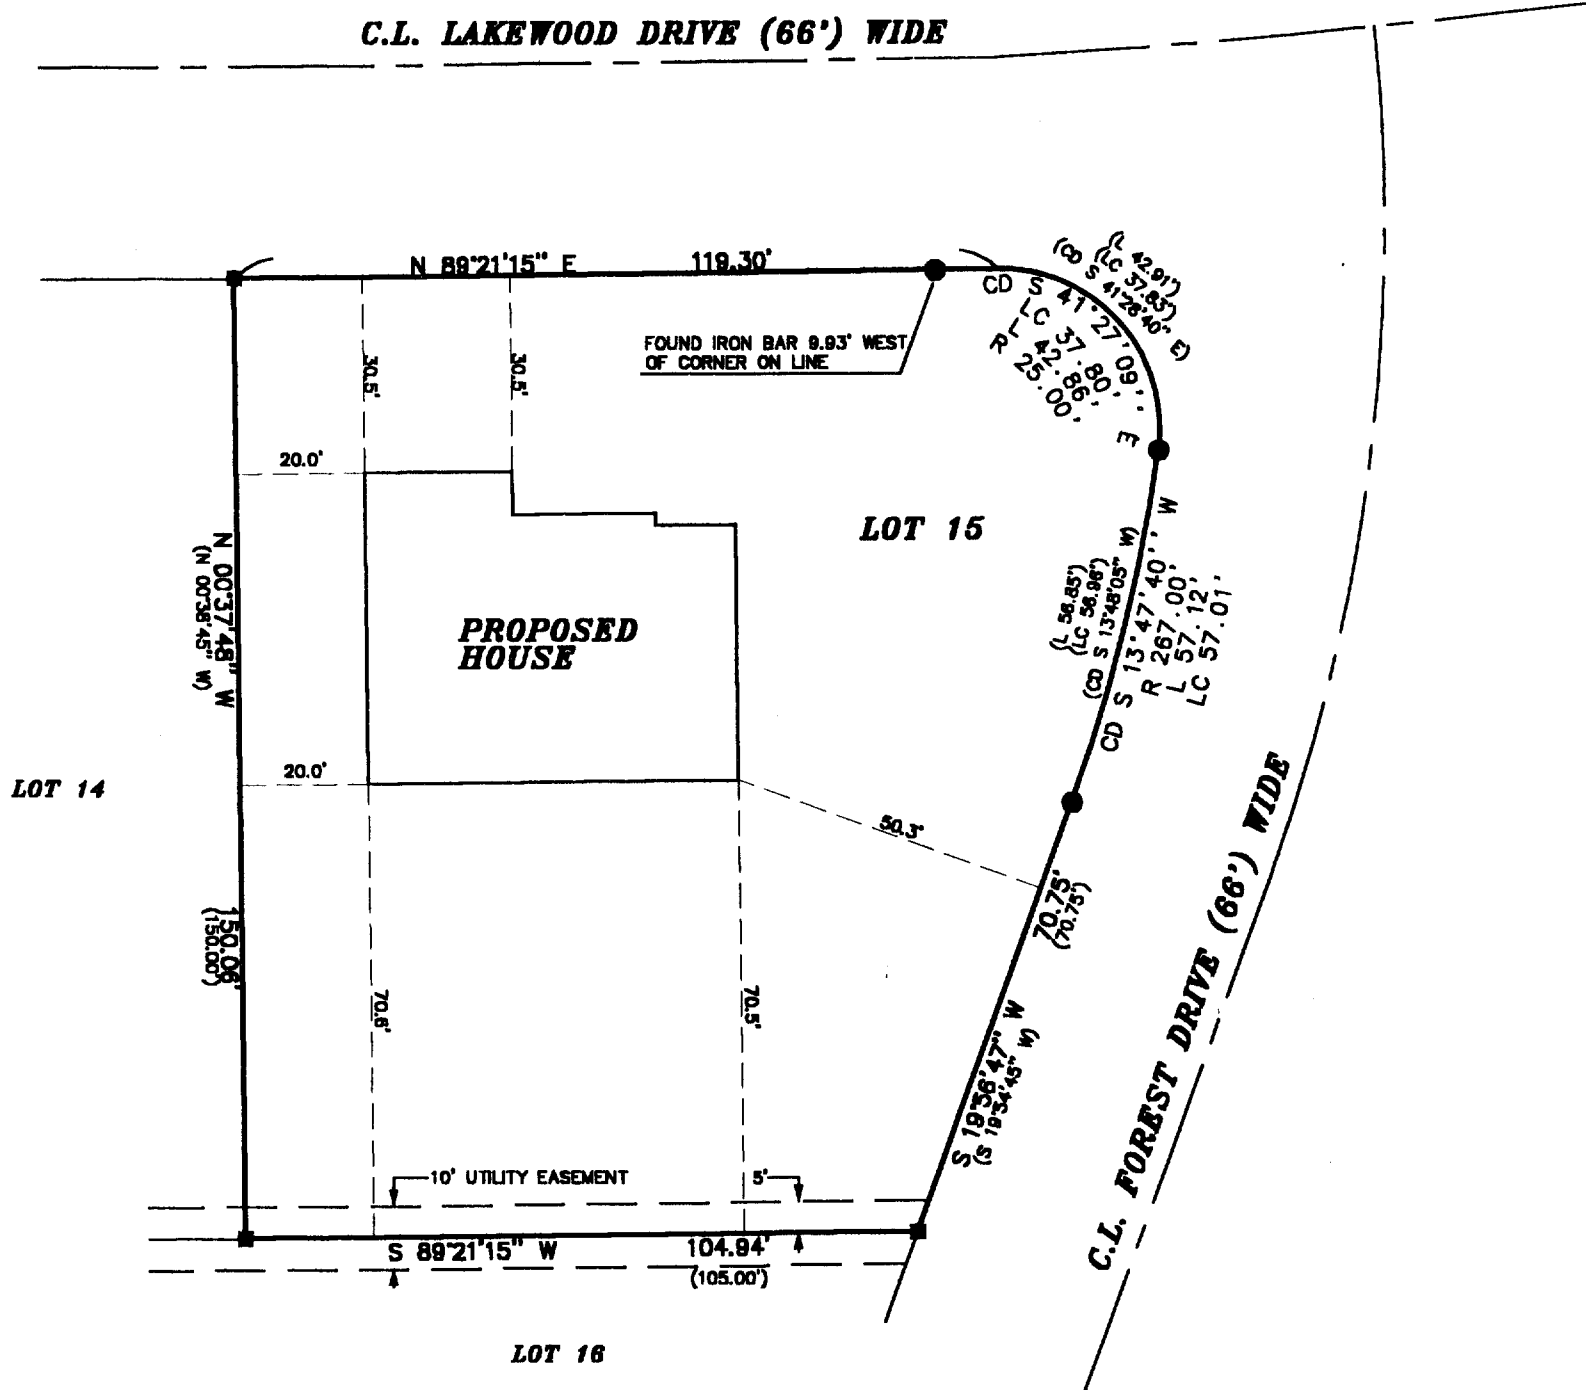 C.L. LAKEWOOD DRIVE (66') WIDE
N 89°21'15" E 119.30'
(L 42.91')
(LC 37.83')
(CD S 41°28'40" E)
CD S 41°27'09'' E
LC 37.80'
L 42.86'
R 25.00'
FOUND IRON BAR 9.93' WEST
OF CORNER ON LINE
30.5'
30.5'
20.0'
LOT 15
N 00°37'48" W 150.06'
(N 00°38'45" W) (150.00')
PROPOSED
HOUSE
(L 56.85')
(LC 56.96')
(CD S 13°48'05" W)
CD S 13°47'40'' W
R 267.00'
L 57.12'
LC 57.01'
LOT 14
20.0'
50.3'
S 19°56'47" W 70.75'
(S 19°54'45" W) (70.75')
C.L. FOREST DRIVE (66') WIDE
70.6'
70.5'
10' UTILITY EASEMENT
5'
S 89°21'15" W 104.94'
(105.00')
LOT 16